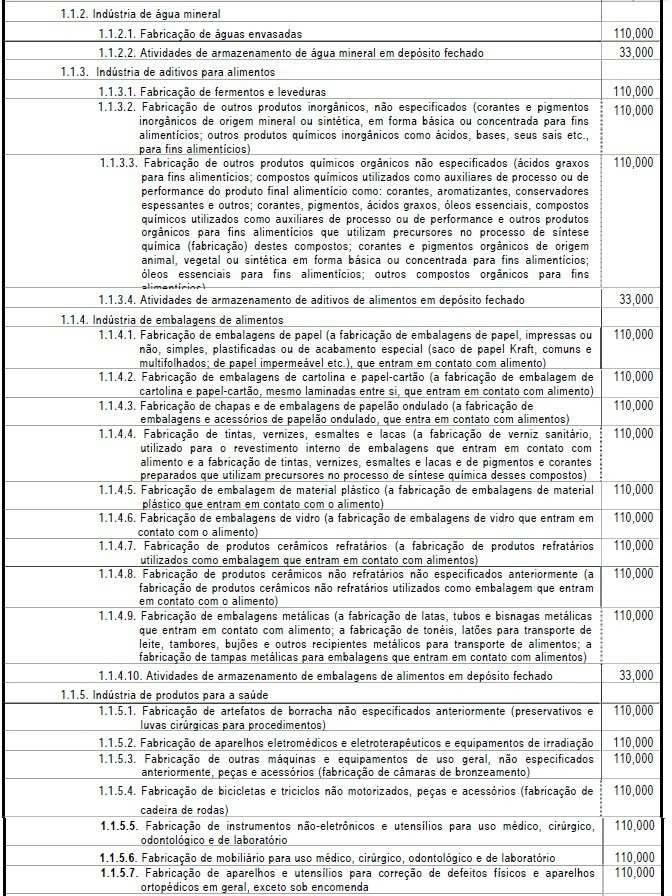 1.1.2. Indústria de água mineral
1.1.2.1. Fabricação de águas envasadas 110,000
1.1.2.2. Atividades de armazenamento de água mineral em depósito fechado 33,000
1.1.3. Indústria de aditivos para alimentos
1.1.3.1. Fabricação de fermentos e leveduras 110,000
1.1.3.2. Fabricação de outros produtos inorgânicos, não especificados (corantes e pigmentos 110,000
inorgânicos de origem mineral ou sintética, em forma básica ou concentrada para fins
alimentícios; outros produtos químicos inorgânicos como ácidos, bases, seus sais etc.,
para fins alimentícios)
1.1.3.3. Fabricação de outros produtos químicos orgânicos não especificados (ácidos graxos 110,000
para fins alimentícios; compostos químicos utilizados como auxiliares de processo ou de
performance do produto final alimentício como: corantes, aromatizantes, conservadores
espessantes e outros; corantes, pigmentos, ácidos graxos, óleos essenciais, compostos
químicos utilizados como auxiliares de processo ou de performance e outros produtos
orgânicos para fins alimentícios que utilizam precursores no processo de síntese
química (fabricação) destes compostos; corantes e pigmentos orgânicos de origem
animal, vegetal ou sintética em forma básica ou concentrada para fins alimentícios;
óleos essenciais para fins alimentícios; outros compostos orgânicos para fins
alimentícios)
1.1.3.4. Atividades de armazenamento de aditivos de alimentos em depósito fechado 33,000
1.1.4. Indústria de embalagens de alimentos
1.1.4.1. Fabricação de embalagens de papel (a fabricação de embalagens de papel, impressas ou 110,000
não, simples, plastificadas ou de acabamento especial (saco de papel Kraft, comuns e
multifolhados; de papel impermeável etc.), que entram em contato com alimento)
1.1.4.2. Fabricação de embalagens de cartolina e papel-cartão (a fabricação de embalagem de 110,000
cartolina e papel-cartão, mesmo laminadas entre si, que entram em contato com alimento)
1.1.4.3. Fabricação de chapas e de embalagens de papelão ondulado (a fabricação de 110,000
embalagens e acessórios de papelão ondulado, que entra em contato com alimentos)
1.1.4.4. Fabricação de tintas, vernizes, esmaltes e lacas (a fabricação de verniz sanitário, 110,000
utilizado para o revestimento interno de embalagens que entram em contato com
alimento e a fabricação de tintas, vernizes, esmaltes e lacas e de pigmentos e corantes
preparados que utilizam precursores no processo de síntese química desses compostos)
1.1.4.5. Fabricação de embalagem de material plástico (a fabricação de embalagens de material 110,000
plástico que entram em contato com o alimento)
1.1.4.6. Fabricação de embalagens de vidro (a fabricação de embalagens de vidro que entram em 110,000
contato com o alimento)
1.1.4.7. Fabricação de produtos cerâmicos refratários (a fabricação de produtos refratários 110,000
utilizados como embalagem que entram em contato com alimentos)
1.1.4.8. Fabricação de produtos cerâmicos não refratários não especificados anteriormente (a 110,000
fabricação de produtos cerâmicos não refratários utilizados como embalagem que entram
em contato com o alimento)
1.1.4.9. Fabricação de embalagens metálicas (a fabricação de latas, tubos e bisnagas metálicas 110,000
que entram em contato com alimento; a fabricação de tonéis, latões para transporte de
leite, tambores, bujões e outros recipientes metálicos para transporte de alimentos; a
fabricação de tampas metálicas para embalagens que entram em contato com alimentos)
1.1.4.10. Atividades de armazenamento de embalagens de alimentos em depósito fechado 33,000
1.1.5. Indústria de produtos para a saúde
1.1.5.1. Fabricação de artefatos de borracha não especificados anteriormente (preservativos e 110,000
luvas cirúrgicas para procedimentos)
1.1.5.2. Fabricação de aparelhos eletromédicos e eletroterapêuticos e equipamentos de irradiação 110,000
1.1.5.3. Fabricação de outras máquinas e equipamentos de uso geral, não especificados 110,000
anteriormente, peças e acessórios (fabricação de câmaras de bronzeamento)
1.1.5.4. Fabricação de bicicletas e triciclos não motorizados, peças e acessórios (fabricação de 110,000
cadeira de rodas)
1.1.5.5. Fabricação de instrumentos não-eletrônicos e utensílios para uso médico, cirúrgico, 110,000
odontológico e de laboratório
1.1.5.6. Fabricação de mobiliário para uso médico, cirúrgico, odontológico e de laboratório 110,000
1.1.5.7. Fabricação de aparelhos e utensílios para correção de defeitos físicos e aparelhos 110,000
ortopédicos em geral, exceto sob encomenda